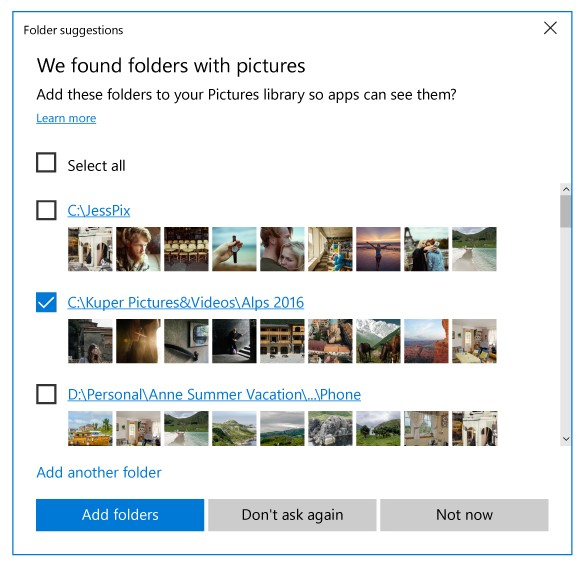 Folder suggestions
We found folders with pictures
Add these folders to your Pictures library so apps can see them?
Learn more
Select all
C:\JessPix
C:\Kuper Pictures&Videos\Alps 2016
D:\Personal\Anne Summer Vacation\...\Phone
Add another folder
Add folders
Don't ask again
Not now